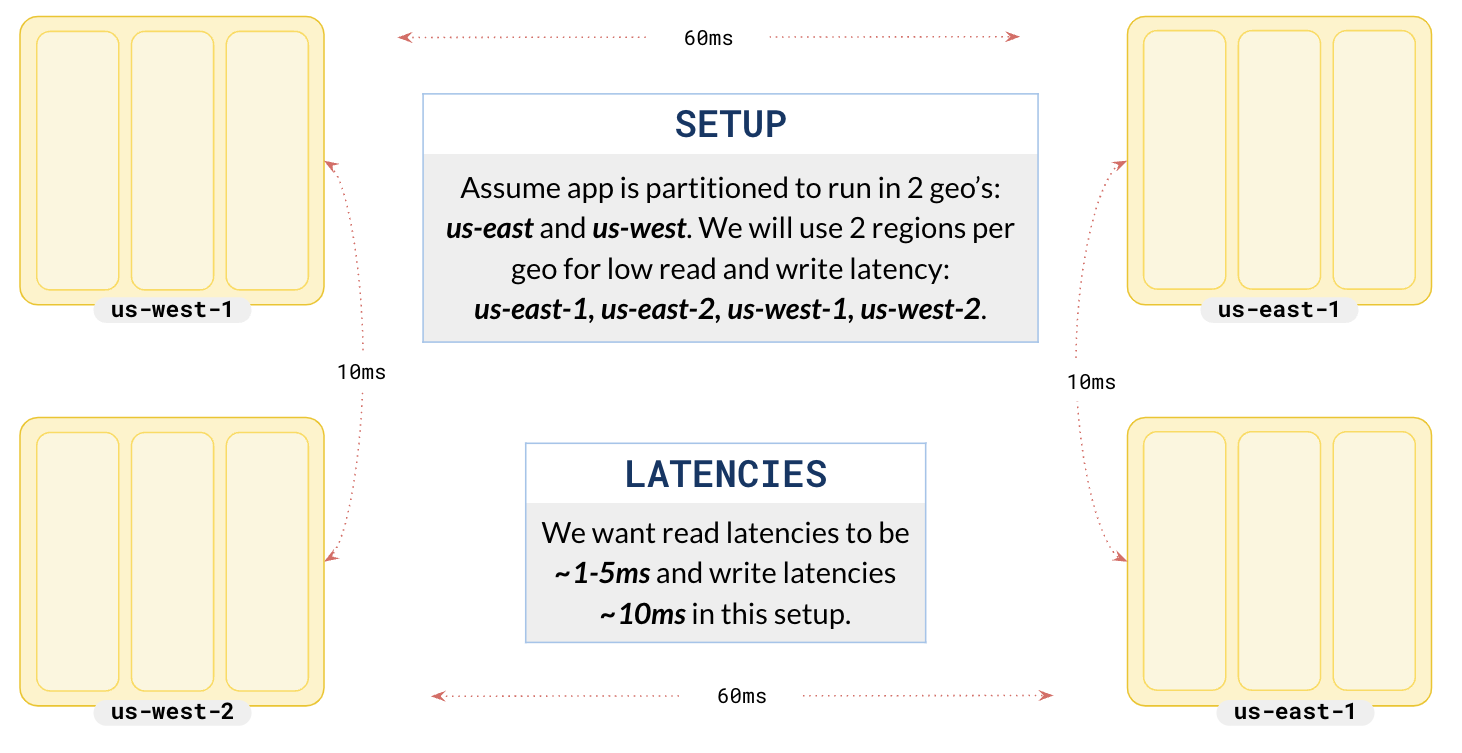 60ms
SETUP
Assume app is partitioned to run in 2 geo’s:
us-east and us-west. We will use 2 regions per
geo for low read and write latency:
us-east-1, us-east-2, us-west-1, us-west-2.
us-west-1
us-east-1
10ms
10ms
LATENCIES
We want read latencies to be
~1-5ms and write latencies
~10ms in this setup.
60ms
us-west-2
us-east-1